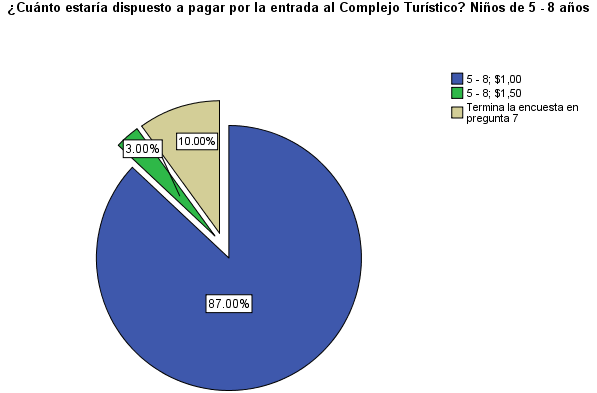 ¿Cuánto estaría dispuesto a pagar por la entrada al Complejo Turístico? Niños de 5 - 8 años
5 - 8; $1,00
5 - 8; $1,50
Termina la encuesta en
pregunta 7
10.00%
3.00%
87.00%